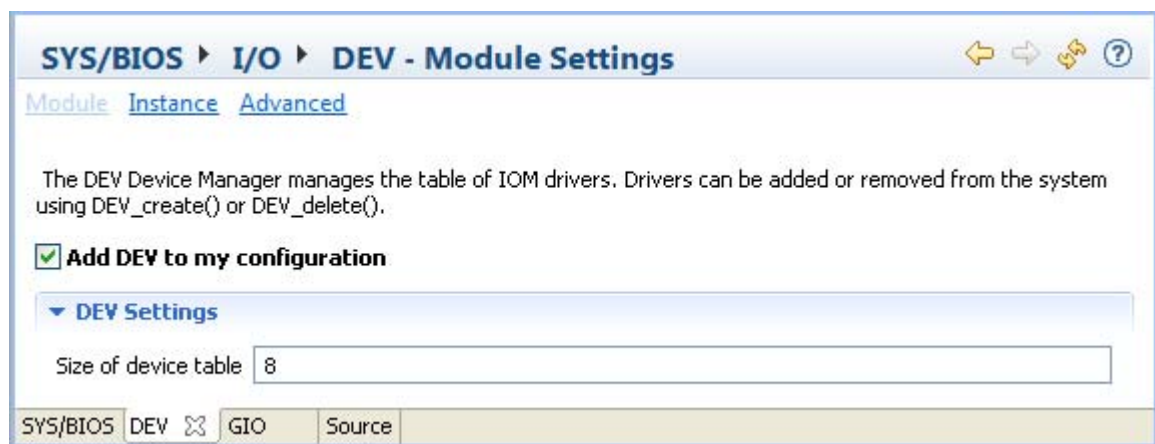 SYS/BIOS I/O DEV - Module Settings
Module Instance Advanced
The DEV Device Manager manages the table of IOM drivers. Drivers can be added or removed from the system
using DEV_create() or DEV_delete().
Add DEV to my configuration
DEV Settings
Size of device table 8
SYS/BIOS DEV GIO Source